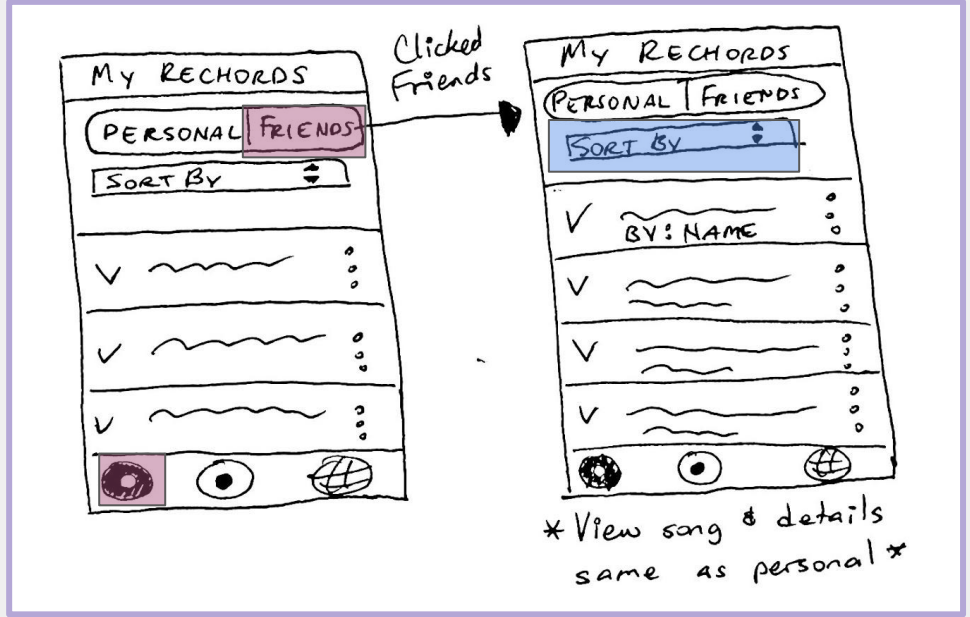 MY RECHORDS
PERSONAL FRIENDS
SORT BY
Clicked
Friends
MY RECHORDS
PERSONAL FRIENDS
SORT BY
BY: NAME
* View song & details
same as personal *